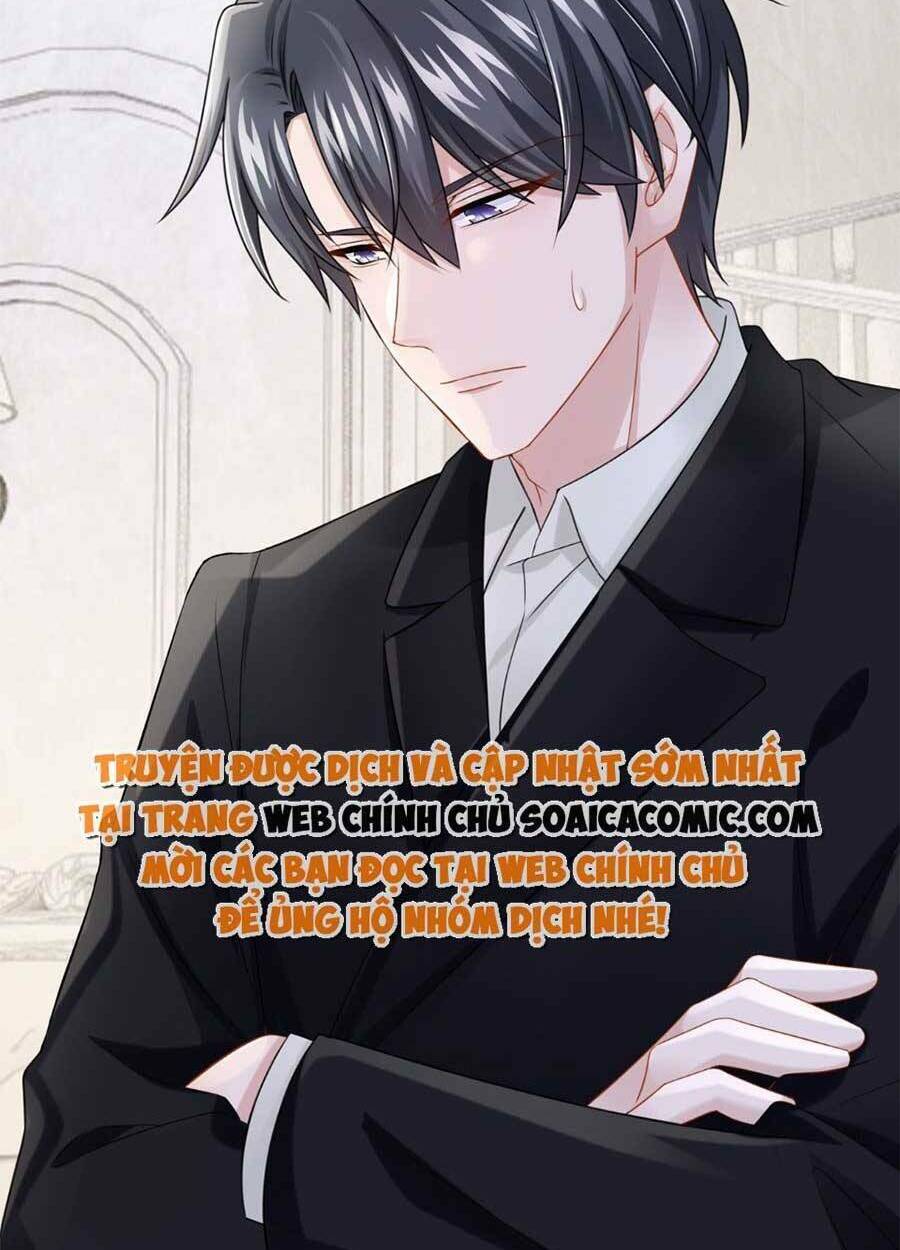 TRUYỆN ĐƯỢC DỊCH VÀ CẬP NHẬT SỚM NHẤT
TẠI TRANG WEB CHÍNH CHỦ SOAICACOMIC.COM
MỜI CÁC BẠN ĐỌC TẠI WEB CHÍNH CHỦ
ĐỂ ỦNG HỘ NHÓM DỊCH NHÉ!